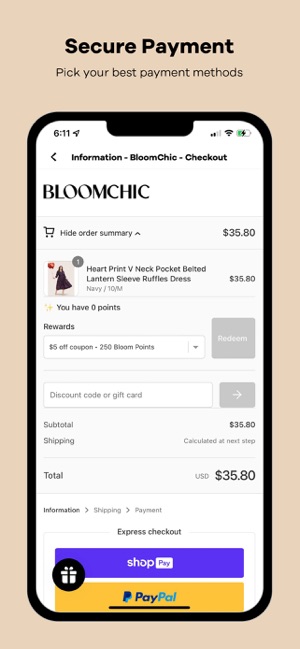 Secure Payment
Pick your best payment methods
6:11
Information - BloomChic - Checkout
BLOOMCHIC
Hide order summary $35.80
1
Heart Print V Neck Pocket Belted
Lantern Sleeve Ruffles Dress
$35.80
Navy / 10/M
✨ You have 0 points
Rewards
$5 off coupon - 250 Bloom Points
Redeem
Discount code or gift card
Subtotal $35.80
Shipping Calculated at next step
Total USD $35.80
Information > Shipping > Payment
Express checkout
shop Pay
PayPal